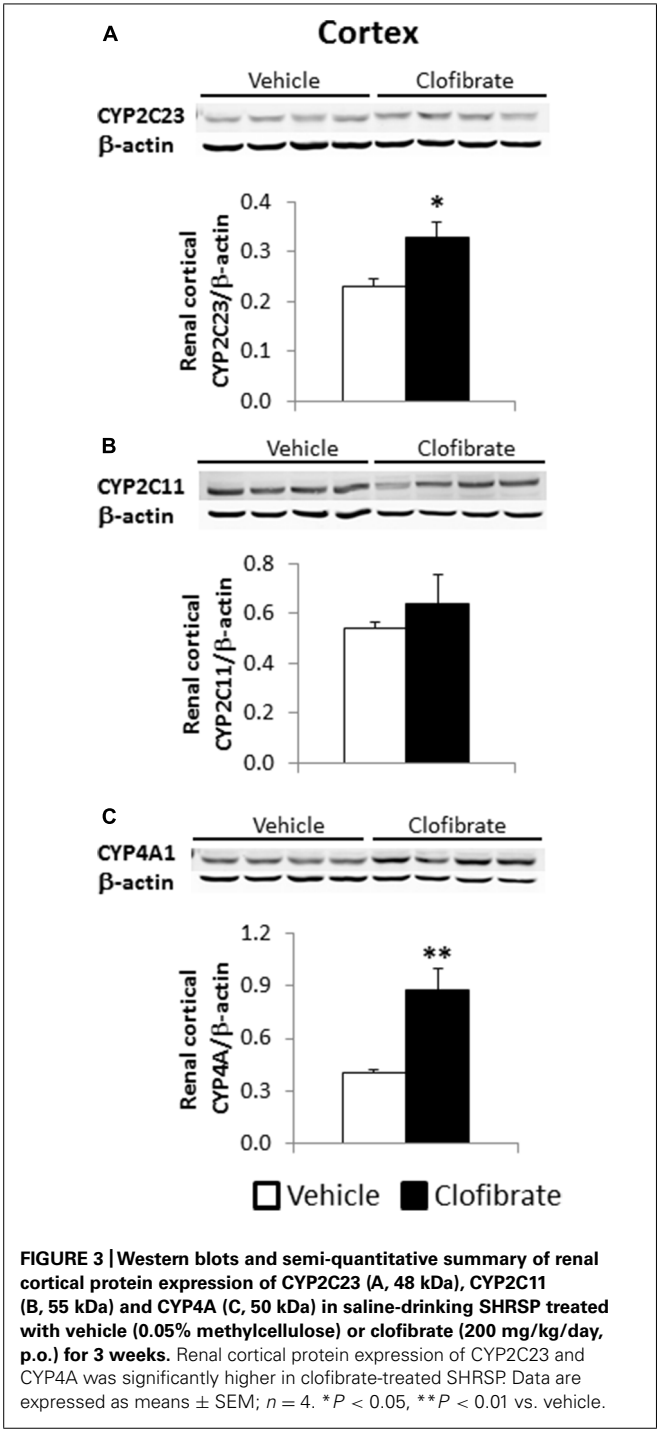 A
Cortex
Vehicle Clofibrate
CYP2C23
β-actin
Renal cortical
CYP2C23/β-actin
0.4
0.3
0.2
0.1
0.0
*
B
Vehicle Clofibrate
CYP2C11
β-actin
Renal cortical
CYP2C11/β-actin
0.8
0.6
0.4
0.2
0.0
C
Vehicle Clofibrate
CYP4A1
β-actin
Renal cortical
CYP4A/β-actin
1.2
0.9
0.6
0.3
0.0
**
Vehicle Clofibrate
FIGURE 3 | Western blots and semi-quantitative summary of renal
cortical protein expression of CYP2C23 (A, 48 kDa), CYP2C11
(B, 55 kDa) and CYP4A (C, 50 kDa) in saline-drinking SHRSP treated
with vehicle (0.05% methylcellulose) or clofibrate (200 mg/kg/day,
p.o.) for 3 weeks. Renal cortical protein expression of CYP2C23 and
CYP4A was significantly higher in clofibrate-treated SHRSP. Data are
expressed as means ± SEM; n = 4. *P < 0.05, **P < 0.01 vs. vehicle.